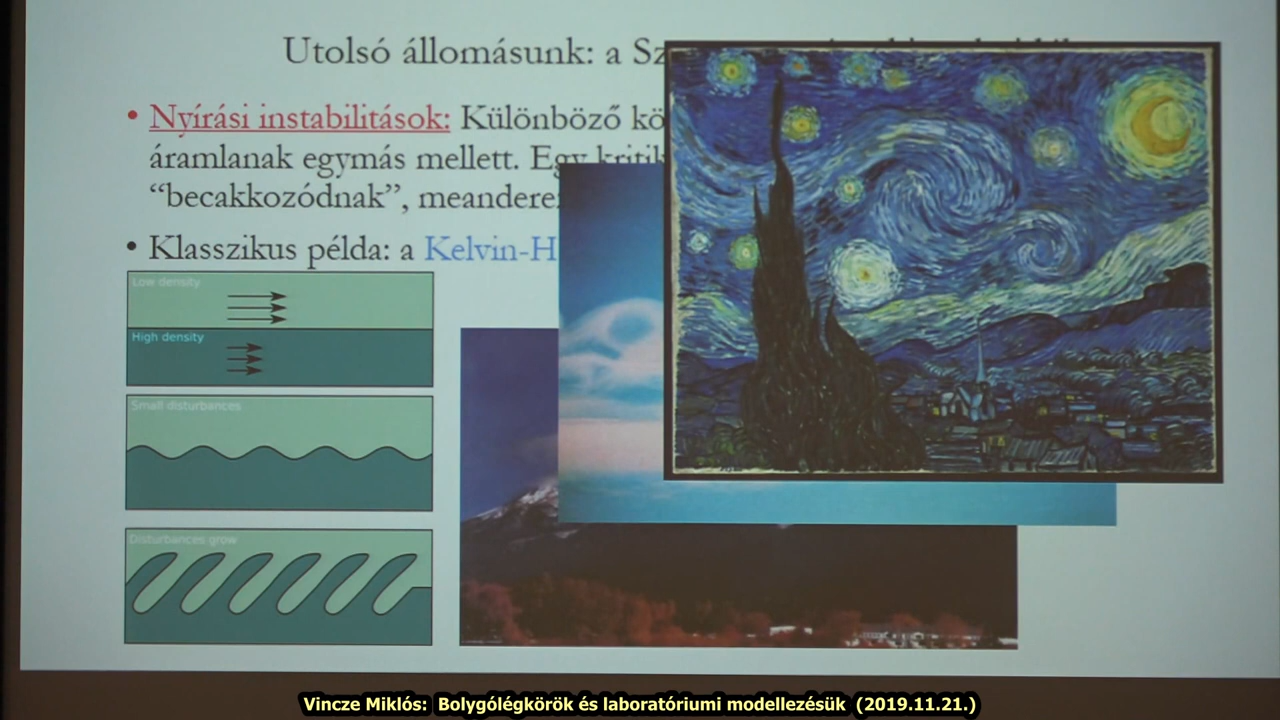 Utolsó állomásunk: a Sz
• Nyírási instabilitások: Különböző kö
áramlanak egymás mellett. Egy kritik
“becakkozódnak”, meandere
• Klasszikus példa: a Kelvin-H
Low density
High density
Small disturbances
Disturbances grow
Vincze Miklós: Bolygólégkörök és laboratóriumi modellezésük (2019.11.21.)